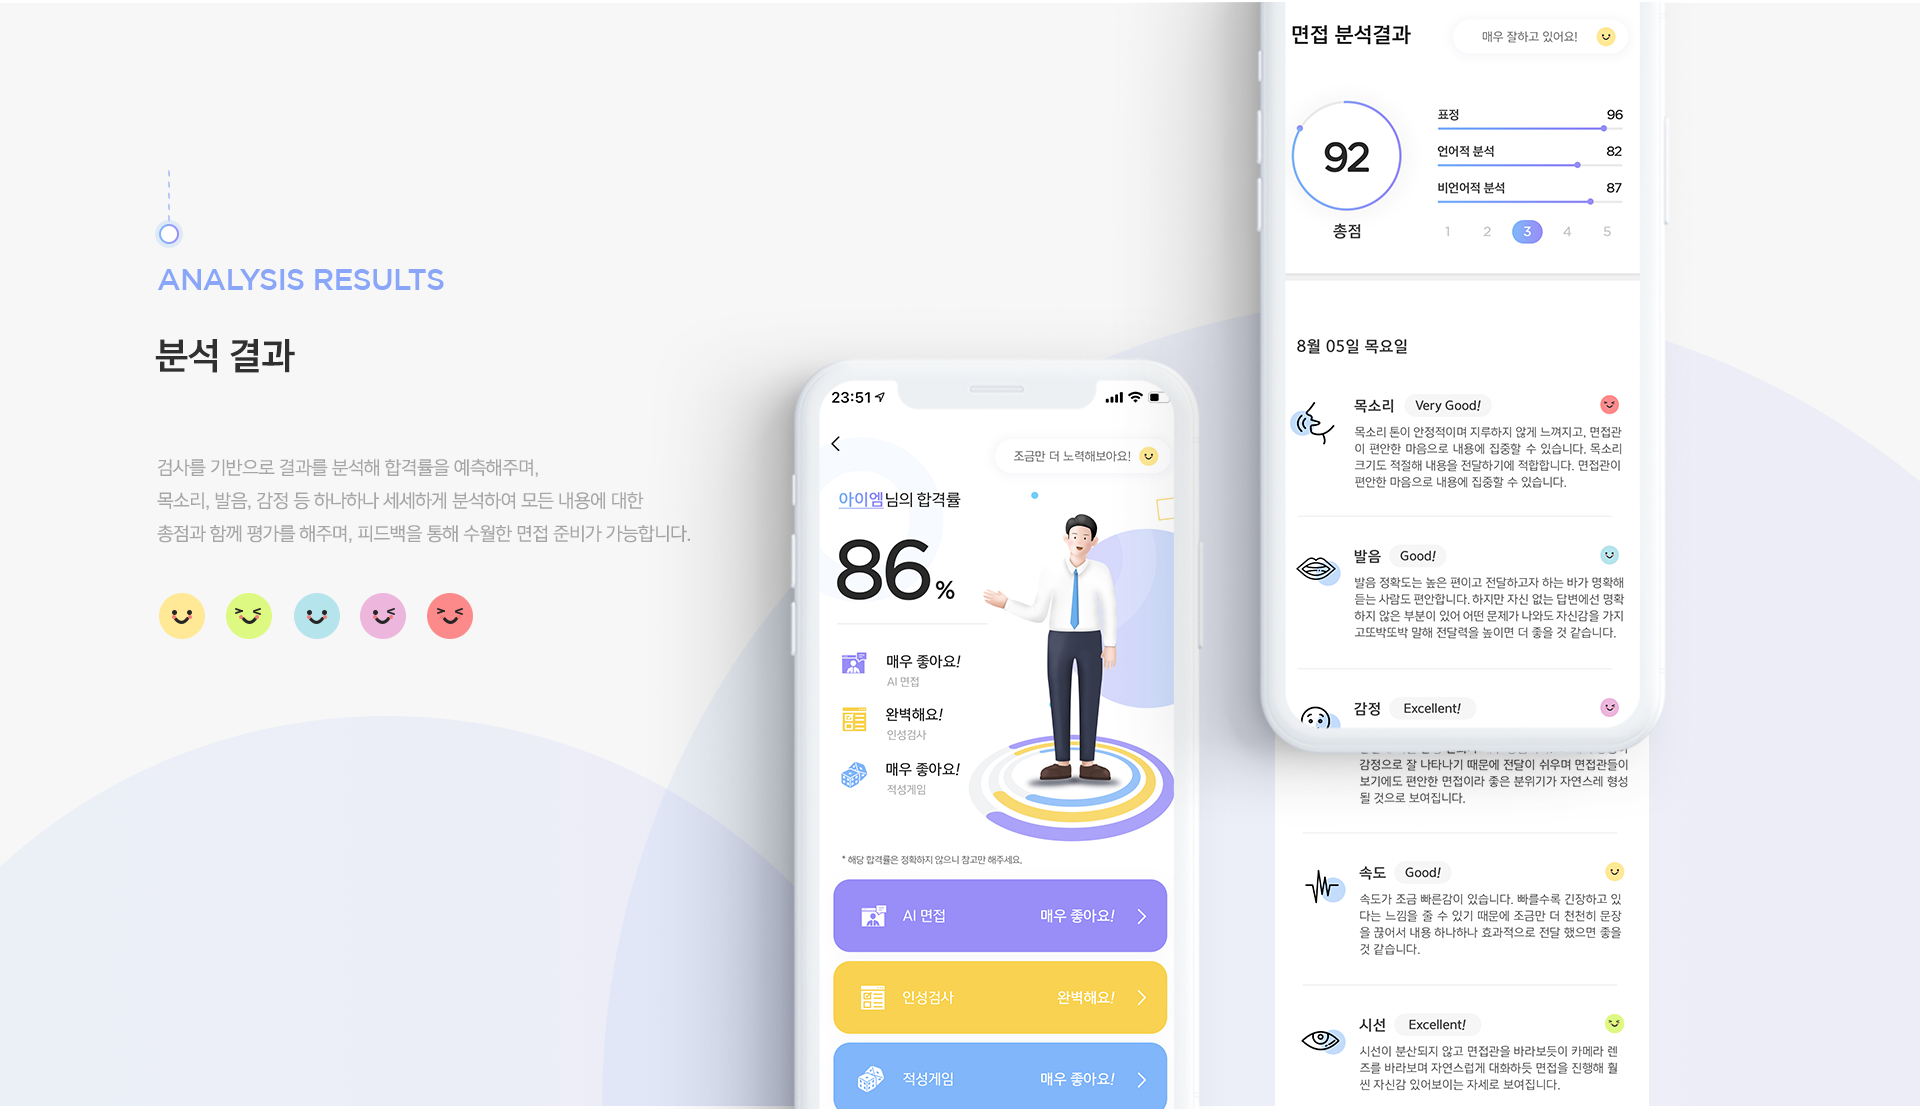 ANALYSIS RESULTS
분석 결과
검사를 기반으로 결과를 분석해 합격률을 예측해주며,
목소리, 발음, 감정 등 하나하나 세세하게 분석하여 모든 내용에 대한
총점과 함께 평가를 해주며, 피드백을 통해 수월한 면접 준비가 가능합니다.
23:51
조금만 더 노력해보아요!
아이엠님의 합격률
86%
매우 좋아요!
AI 면접
완벽해요!
인성검사
매우 좋아요!
적성게임
* 해당 합격률은 정확하지 않으니 참고만 해주세요.
AI 면접 매우 좋아요!
인성검사 완벽해요!
적성게임 매우 좋아요!
면접 분석결과
매우 잘하고 있어요!
92
총점
표정 96
언어적 분석 82
비언어적 분석 87
1 2 3 4 5
8월 05일 목요일
목소리 Very Good!
목소리 톤이 안정적이며 지루하지 않게 느껴지고, 면접관
이 편안한 마음으로 내용에 집중할 수 있습니다. 목소리
크기도 적절해 내용을 전달하기에 적합합니다. 면접관이
편안한 마음으로 내용에 집중할 수 있습니다.
발음 Good!
발음 정확도는 높은 편이고 전달하고자 하는 바가 명확해
듣는 사람도 편안합니다. 하지만 자신 없는 답변에선 명확
하지 않은 부분이 있어 어떤 문제가 나와도 자신감을 가지
고또박또박 말해 전달력을 높이면 더 좋을 것 같습니다.
감정 Excellent!
감정으로 잘 나타나기 때문에 전달이 쉬우며 면접관들이
보기에도 편안한 면접이라 좋은 분위기가 자연스레 형성
될 것으로 보여집니다.
속도 Good!
속도가 조금 빠른감이 있습니다. 빠를수록 긴장하고 있
다는 느낌을 줄 수 있기 때문에 조금만 더 천천히 문장
을 끊어서 내용 하나하나 효과적으로 전달 했으면 좋을
것 같습니다.
시선 Excellent!
시선이 분산되지 않고 면접관을 바라보듯이 카메라 렌
즈를 바라보며 자연스럽게 대화하듯 면접을 진행해 훨
씬 자신감 있어보이는 자세로 보여집니다.